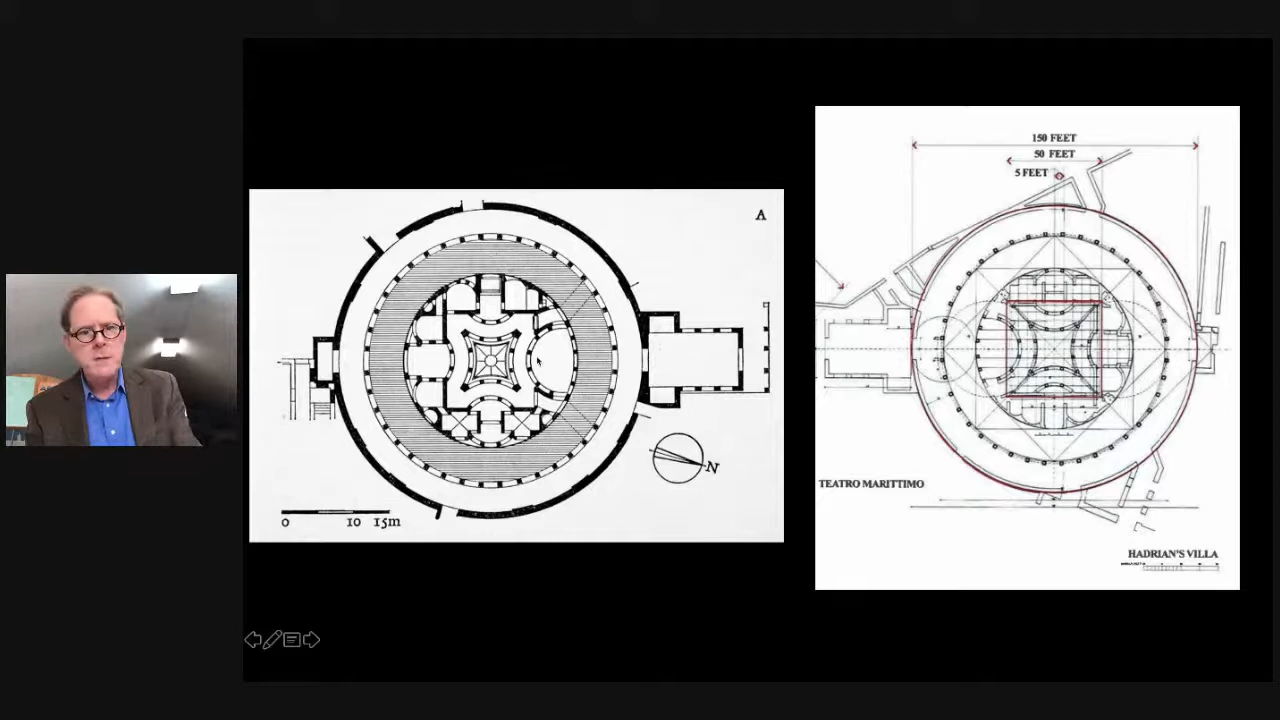 A
N
0 10 15m
150 FEET
50 FEET
5 FEET
TEATRO MARITTIMO
HADRIAN'S VILLA